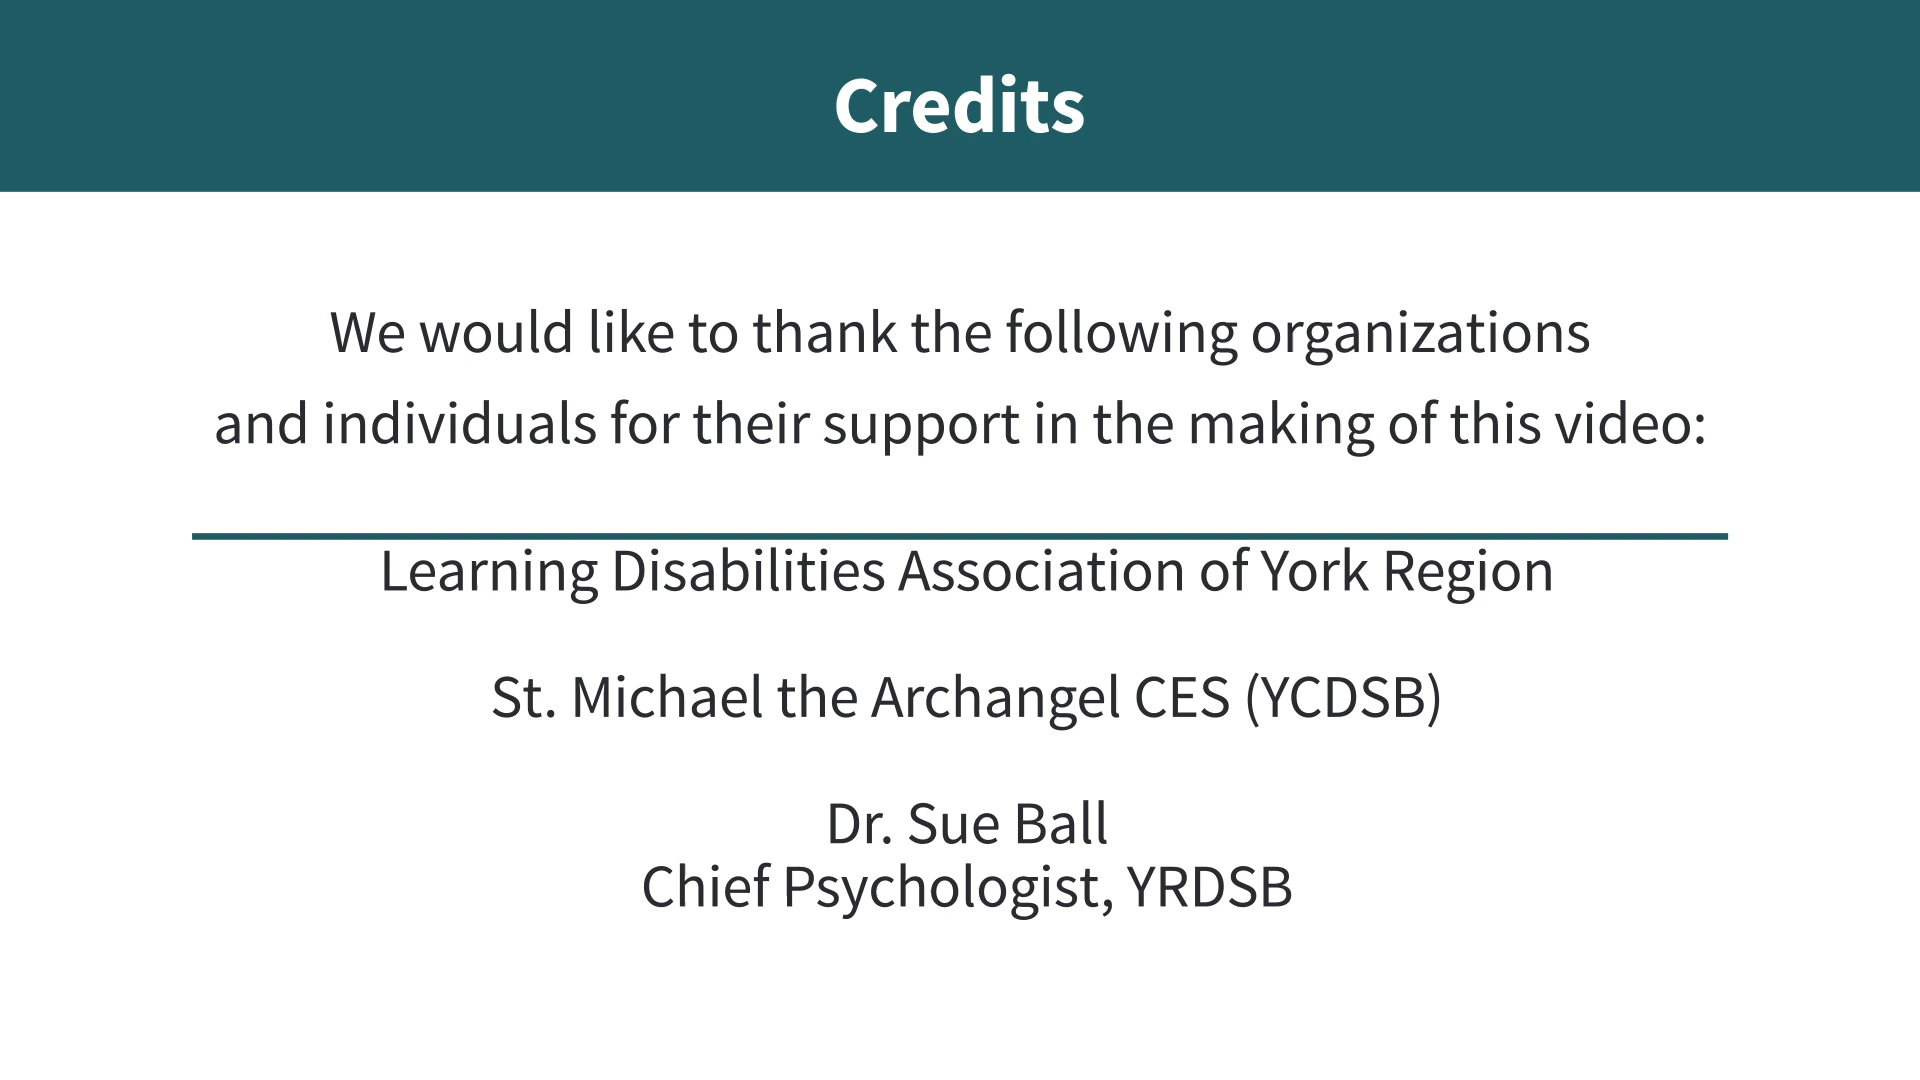 Credits
We would like to thank the following organizations
and individuals for their support in the making of this video:
Learning Disabilities Association of York Region
St. Michael the Archangel CES (YCDSB)
Dr. Sue Ball
Chief Psychologist, YRDSB